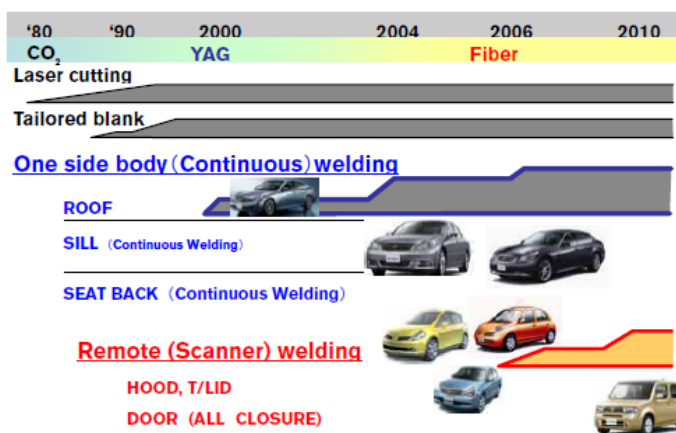 '80 '90 2000 2004 2006 2010
CO2 YAG Fiber
Laser cutting
Tailored blank
One side body (Continuous) welding
ROOF
SILL (Continuous Welding)
SEAT BACK (Continuous Welding)
Remote (Scanner) welding
HOOD, T/LID
DOOR (ALL CLOSURE)